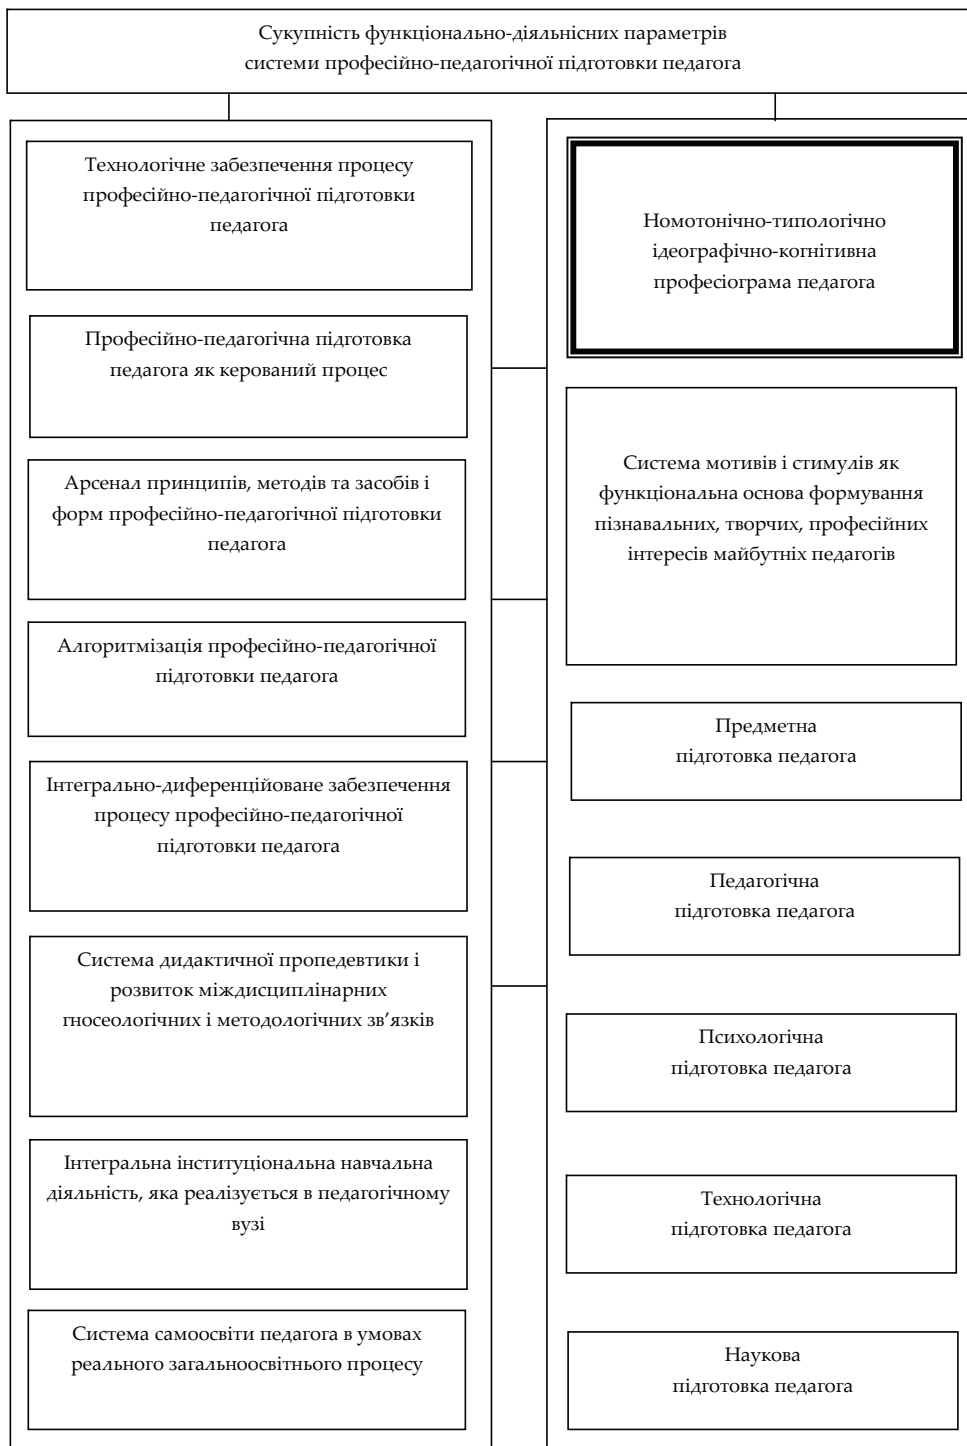 Сукупність функціонально-діяльнісних параметрів
системи професійно-педагогічної підготовки педагога
Технологічне забезпечення процесу
професійно-педагогічної підготовки
педагога
Професійно-педагогічна підготовка
педагога як керований процес
Арсенал принципів, методів та засобів і
форм професійно-педагогічної підготовки
педагога
Алгоритмізація професійно-педагогічної
підготовки педагога
Інтегрально-диференційоване забезпечення
процесу професійно-педагогічної
підготовки педагога
Система дидактичної пропедевтики і
розвиток міждисциплінарних
гносеологічних і методологічних зв’язків
Інтегральна інституціональна навчальна
діяльність, яка реалізується в педагогічному
вузі
Система самоосвіти педагога в умовах
реального загальноосвітнього процесу
Номотонічно-типологічно
ідеографічно-когнітивна
професіограма педагога
Система мотивів і стимулів як
функціональна основа формування
пізнавальних, творчих, професійних
інтересів майбутніх педагогів
Предметна
підготовка педагога
Педагогічна
підготовка педагога
Психологічна
підготовка педагога
Технологічна
підготовка педагога
Наукова
підготовка педагога